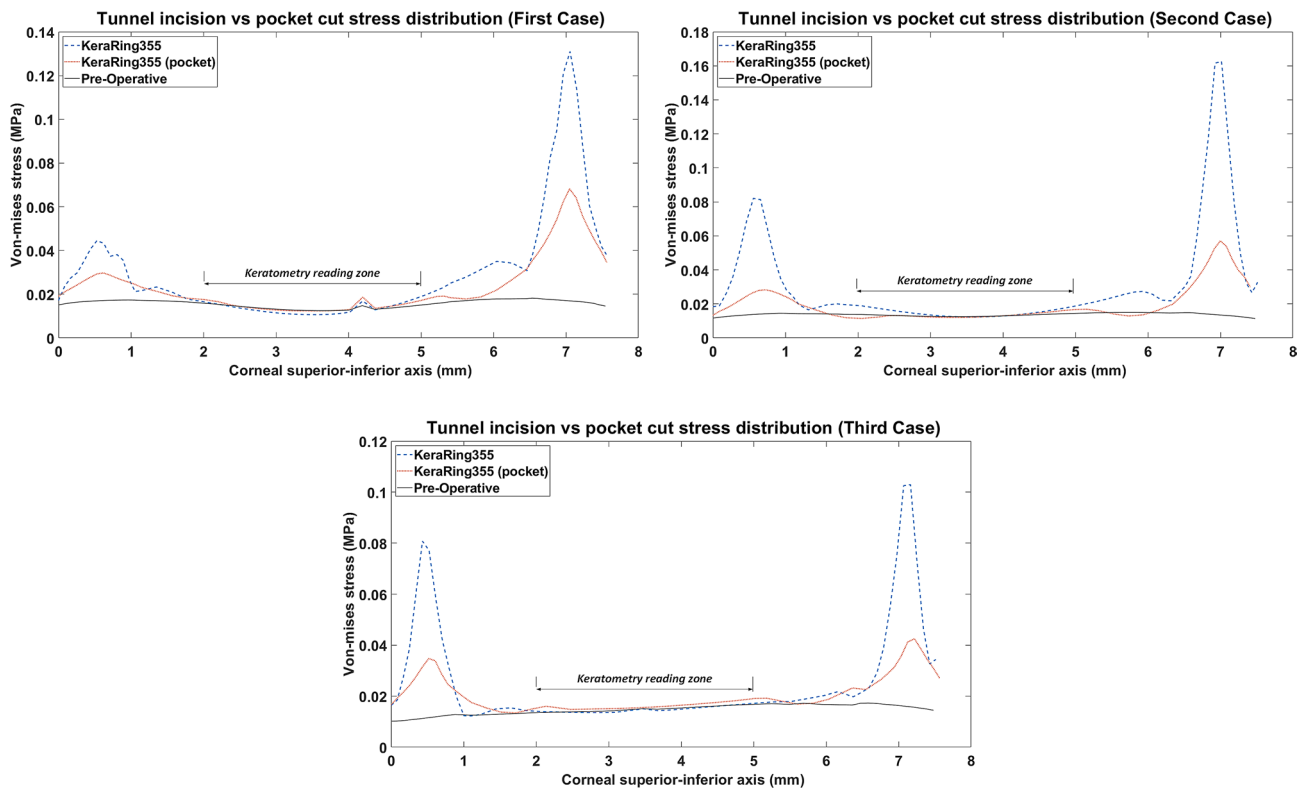 Tunnel incision vs pocket cut stress distribution (First Case)
KeraRing355
KeraRing355 (pocket)
Pre-Operative
Keratometry reading zone
Von-mises stress (MPa)
0.14
0.12
0.1
0.08
0.06
0.04
0.02
0
0 1 2 3 4 5 6 7 8
Corneal superior-inferior axis (mm)
Tunnel incision vs pocket cut stress distribution (Second Case)
KeraRing355
KeraRing355 (pocket)
Pre-Operative
Keratometry reading zone
Von-mises stress (MPa)
0.18
0.16
0.14
0.12
0.1
0.08
0.06
0.04
0.02
0
0 1 2 3 4 5 6 7 8
Corneal superior-inferior axis (mm)
Tunnel incision vs pocket cut stress distribution (Third Case)
KeraRing355
KeraRing355 (pocket)
Pre-Operative
Keratometry reading zone
Von-mises stress (MPa)
0.12
0.1
0.08
0.06
0.04
0.02
0
0 1 2 3 4 5 6 7 8
Corneal superior-inferior axis (mm)